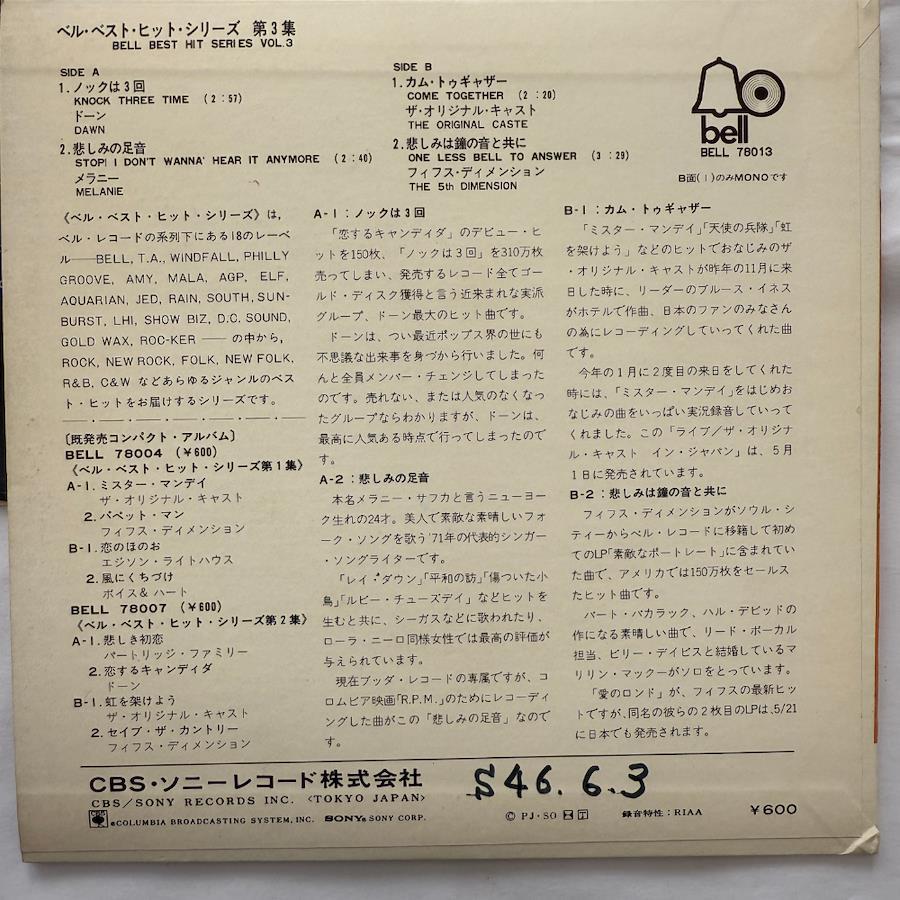 ベル・ベスト・ヒット・シリーズ 第3集
BELL BEST HIT SERIES VOL.3
SIDE A
1.ノックは3回
KNOCK THREE TIME (2:57)
ドーン
DAWN
2.悲しみの足音
STOP! I DON'T WANNA' HEAR IT ANYMORE (2:40)
メラニー
MELANIE
SIDE B
1.カム・トゥギャザー
COME TOGETHER (2:20)
ザ・オリジナル・キャスト
THE ORIGINAL CASTE
2.悲しみは鐘の音と共に
ONE LESS BELL TO ANSWER (3:29)
フィフス・ディメンション
THE 5th DIMENSION
bell
BELL 78013
B面(1)のみMONOです
《ベル・ベスト・ヒット・シリーズ》は,
ベル・レコードの系列下にある18のレーベ
ル──BELL, T.A., WINDFALL, PHILLY
GROOVE, AMY, MALA, AGP, ELF,
AQUARIAN, JED, RAIN, SOUTH, SUN-
BURST, LHI, SHOW BIZ, D.C. SOUND,
GOLD WAX, ROC-KER ── の中から,
ROCK, NEW ROCK, FOLK, NEW FOLK,
R&B, C&W などあらゆるジャンルのベス
ト・ヒットをお届けするシリーズです。
〔既発売コンパクト・アルバム〕
BELL 78004 (¥600)
《ベル・ベスト・ヒット・シリーズ第1集》
A-1.ミスター・マンデイ
ザ・オリジナル・キャスト
2.パペット・マン
フィフス・ディメンション
B-1.恋のほのお
エジソン・ライトハウス
2.風にくちづけ
ボイス& ハート
BELL 78007 (¥600)
《ベル・ベスト・ヒット・シリーズ第2集》
A-1.悲しき初恋
パートリッジ・ファミリー
2.恋するキャンディダ
ドーン
B-1.虹を架けよう
ザ・オリジナル・キャスト
2.セイブ・ザ・カントリー
フィフス・ディメンション
A-1:ノックは3回
「恋するキャンディダ」のデビュー・ヒ
ットを150枚、「ノックは3回」を310万枚
売ってしまい、発売するレコード全てゴー
ルド・ディスク獲得と言う近来まれな実派
グループ、ドーン最大のヒット曲です。
ドーンは、つい最近ポップス界の世にも
不思議な出来事を身づから行いました。何
んと全員メンバー・チェンジしてしまった
のです。売れない、または人気のなくなっ
たグループならわかりますが、ドーンは、
最高に人気ある時点で行ってしまったので
す。
A-2:悲しみの足音
本名メラニー・サフカと言うニューヨー
ク生れの24才。美人で素敵な素晴しいフォ
ーク・ソングを歌う'71年の代表的シンガー
・ソングライターです。
「レイ・ダウン」「平和の訪」「傷ついた小
鳥」「ルビー・チューズデイ」などヒットを
生むと共に、シーガスなどに歌われたり、
ローラ・ニーロ同様女性では最高の評価が
与えられています。
現在ブッダ・レコードの専属ですが、コ
ロムビア映画「R.P.M.」のためにレコーディ
ングした曲がこの「悲しみの足音」なので
す。
B-1:カム・トゥギャザー
「ミスター・マンデイ」「天使の兵隊」「虹
を架けよう」などのヒットでおなじみのザ
・オリジナル・キャストが昨年の11月に来
日した時に、リーダーのブルース・イネス
がホテルで作曲、日本のファンのみなさん
の為にレコーディングしていってくれた曲
です。
今年の1月に2度目の来日をしてくれた
時には、「ミスター・マンデイ」をはじめお
なじみの曲をいっぱい実況録音していって
くれました。この「ライブ/ザ・オリジナ
ル・キャスト イン・ジャパン」は、5月
1日に発売されています。
B-2:悲しみは鐘の音と共に
フィフス・ディメンションがソウル・シ
ティーからベル・レコードに移籍して初め
てのLP「素敵なポートレート」に含まれてい
た曲で、アメリカでは150万枚をセールス
したヒット曲です。
バート・バカラック、ハル・デビッドの
作になる素晴しい曲で、リード・ボーカル
担当、ビリー・デイビスと結婚しているマ
リリン・マックーがソロをとっています。
「愛のロンド」が、フィフスの最新ヒッ
トですが、同名の彼らの2枚目のLPは、5/21
に日本でも発売されます。
CBS・ソニーレコード株式会社
CBS/SONY RECORDS INC. 〈TOKYO JAPAN〉
CBS ®COLUMBIA BROADCASTING SYSTEM, INC. SONY® SONY CORP.
S46.6.3
Ⓒ PJ・SO
録音特性:RIAA
¥600